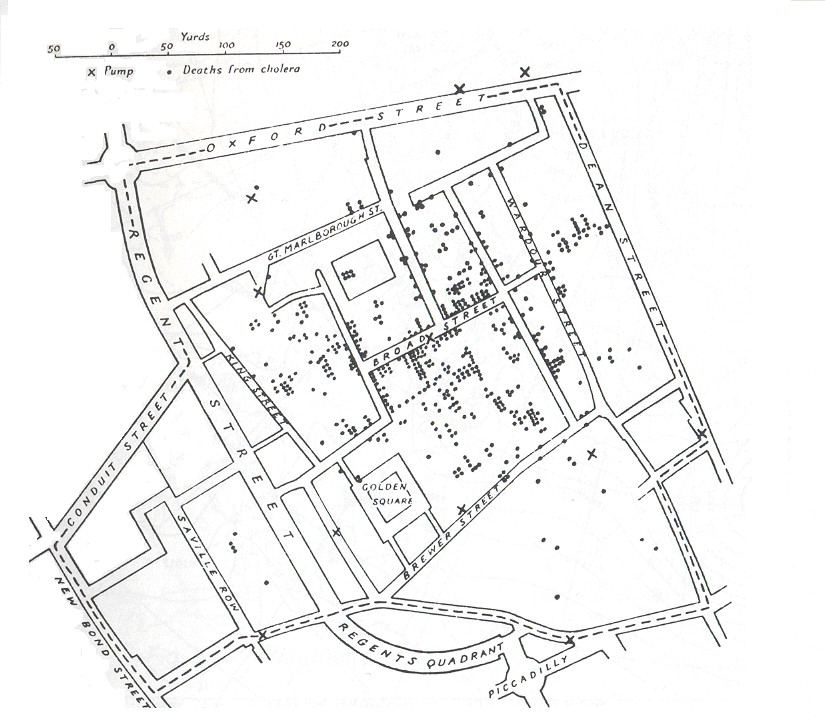 Yards
50 0 50 100 150 200
x Pump • Deaths from cholera
OXFORD STREET
DEAN STREET
REGENT STREET
GT. MARLBOROUGH ST.
WARDOUR STREET
BROAD STREET
KING STREET
CONDUIT STREET
GOLDEN
SQUARE
BREWER STREET
SAVILLE ROW
NEW BOND STREET
REGENTS QUADRANT
PICCADILLY